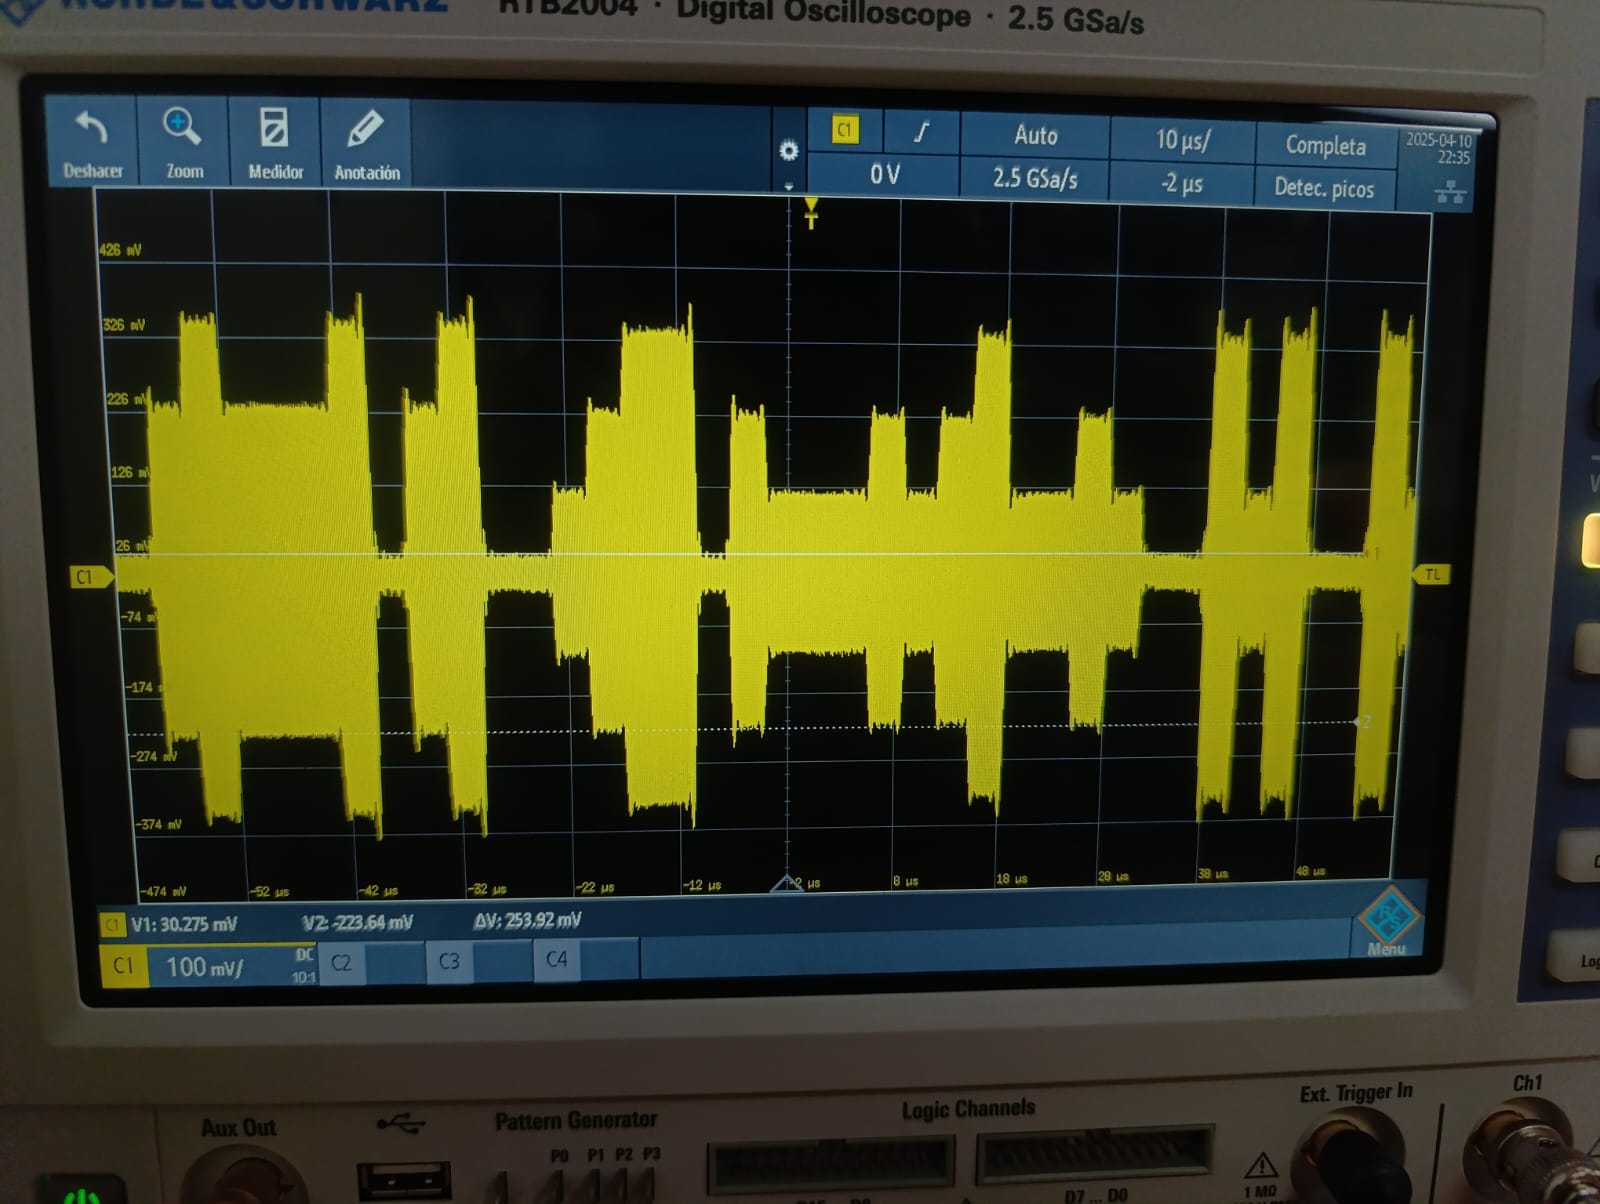 ROHDE&SCHWARZ RTB2004 · Digital Oscilloscope · 2.5 GSa/s
Deshacer Zoom Medidor Anotación
C1 Auto 10 µs/ Completa 2025-04-10
22:35
0 V 2.5 GSa/s -2 µs Detec. picos
T
426 mV
326 mV
226 mV
126 mV
26 mV
1
C1
TL
-74 mV
-174 mV
2
-274 mV
-374 mV
-474 mV -52 µs -42 µs -32 µs -22 µs -12 µs -2 µs 8 µs 18 µs 28 µs 38 µs 48 µs
C1 V1: 30.275 mV V2: -223.64 mV ΔV: 253.92 mV
Menu
C1 100 mV/ DC
10:1
C2 C3 C4
Aux Out
Pattern Generator
P0 P1 P2 P3
Logic Channels
D7 ... D0
Ext. Trigger In
Ch1
1 MΩ